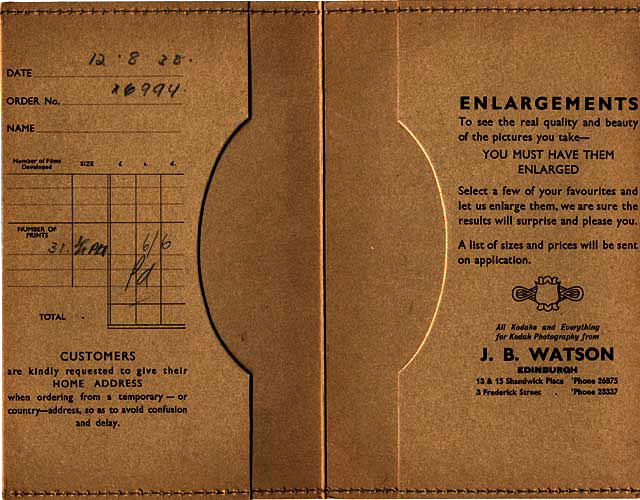 DATE 12 · 8 · 38·
ORDER No. X6994.
NAME
Number of Films Developed SIZE £ s. d.
NUMBER OF PRINTS
31. 6/6
Pd
TOTAL -
CUSTOMERS
are kindly requested to give their
HOME ADDRESS
when ordering from a temporary — or
country—address, so as to avoid confusion
and delay.
ENLARGEMENTS
To see the real quality and beauty
of the pictures you take—
YOU MUST HAVE THEM
ENLARGED
Select a few of your favourites and
let us enlarge them, we are sure the
results will surprise and please you.
A list of sizes and prices will be sent
on application.
All Kodaks and Everything
for Kodak Photography from
J. B. WATSON
EDINBURGH
13 & 15 Shandwick Place 'Phone 26875
3 Frederick Street . 'Phone 23337